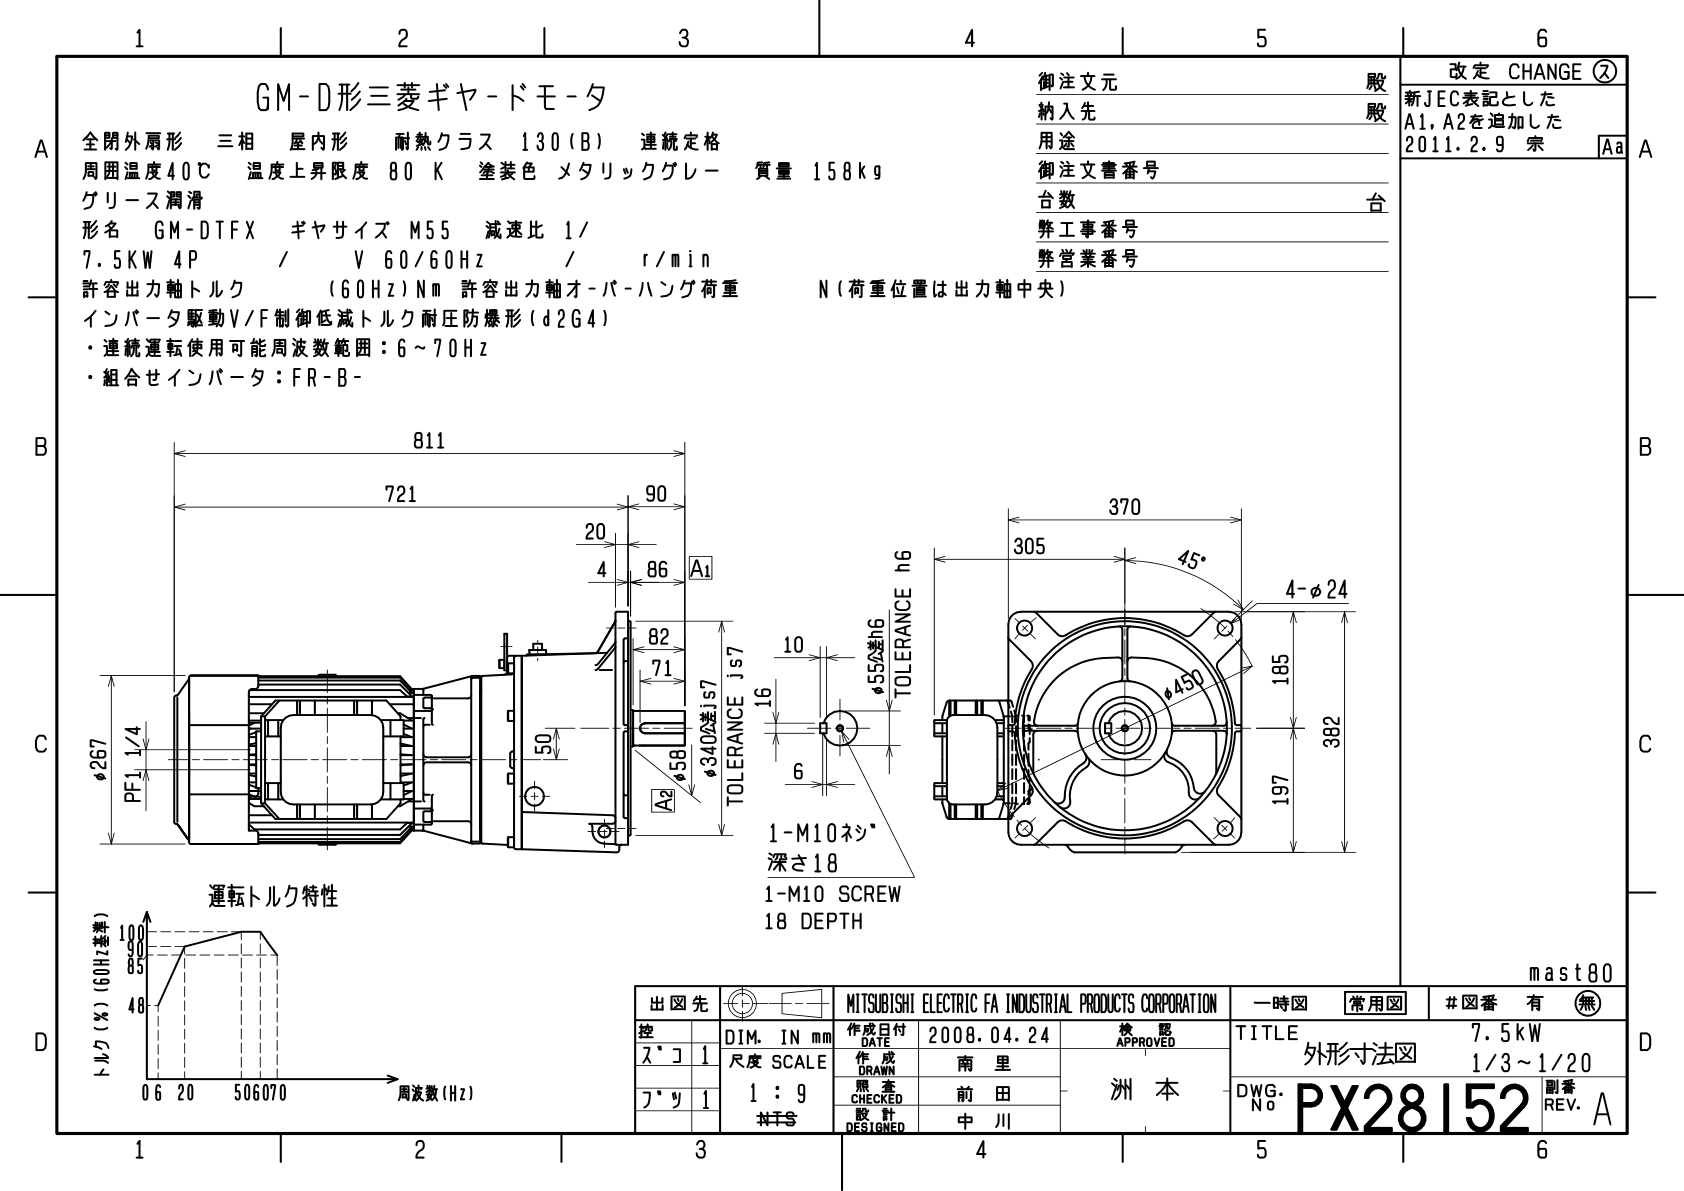 1 2 3 4 5 6
GM-D形三菱ギヤードモータ
全閉外扇形 三相 屋内形 耐熱クラス 130(B) 連続定格
周囲温度40℃ 温度上昇限度 80 K 塗装色 メタリックグレー 質量 158kg
グリース潤滑
形名 GM-DTFX ギヤサイズ M55 減速比 1/
7.5KW 4P / V 60/60Hz / r/min
許容出力軸トルク (60Hz)Nm 許容出力軸オーバーハング荷重 N(荷重位置は出力軸中央)
インバータ駆動V/F制御低減トルク耐圧防爆形(d2G4)
・連続運転使用可能周波数範囲：6～70Hz
・組合せインバータ：FR-B-
御注文元 殿
納入先 殿
用途
御注文書番号
台数 台
弊工事番号
弊営業番号
改定 CHANGE ス
新JEC表記とした
A1,A2を追加した
2011.2.9 宗 Aa
A A
B B
C C
D D
811
721 90
20
4 86 A1
82
71
50
φ267
PF1 1/4
φ58
A2
φ340公差js7
TOLERANCE js7
10
16
6
φ55公差h6
TOLERANCE h6
1-M10ネジ
深さ18
1-M10 SCREW
18 DEPTH
370
305
45°
4-φ24
φ450
185
197
382
運転トルク特性
トルク(%)(60Hz基準)
100
90
85
48
0 6 20 50 60 70
周波数(Hz)
mast80
出図先
控
ズコ 1
ブツ 1
DIM. IN mm
尺度 SCALE
1 : 9
NTS
MITSUBISHI ELECTRIC FA INDUSTRIAL PRODUCTS CORPORATION
作成日付 DATE 2008.04.24
作成 DRAWN 南里
照査 CHECKED 前田
設計 DESIGNED 中川
検認 APPROVED
洲本
一時図 常用図 #図番 有 無
TITLE 7.5kW
外形寸法図 1/3～1/20
DWG. No PX28152
副番 REV. A
1 2 3 4 5 6